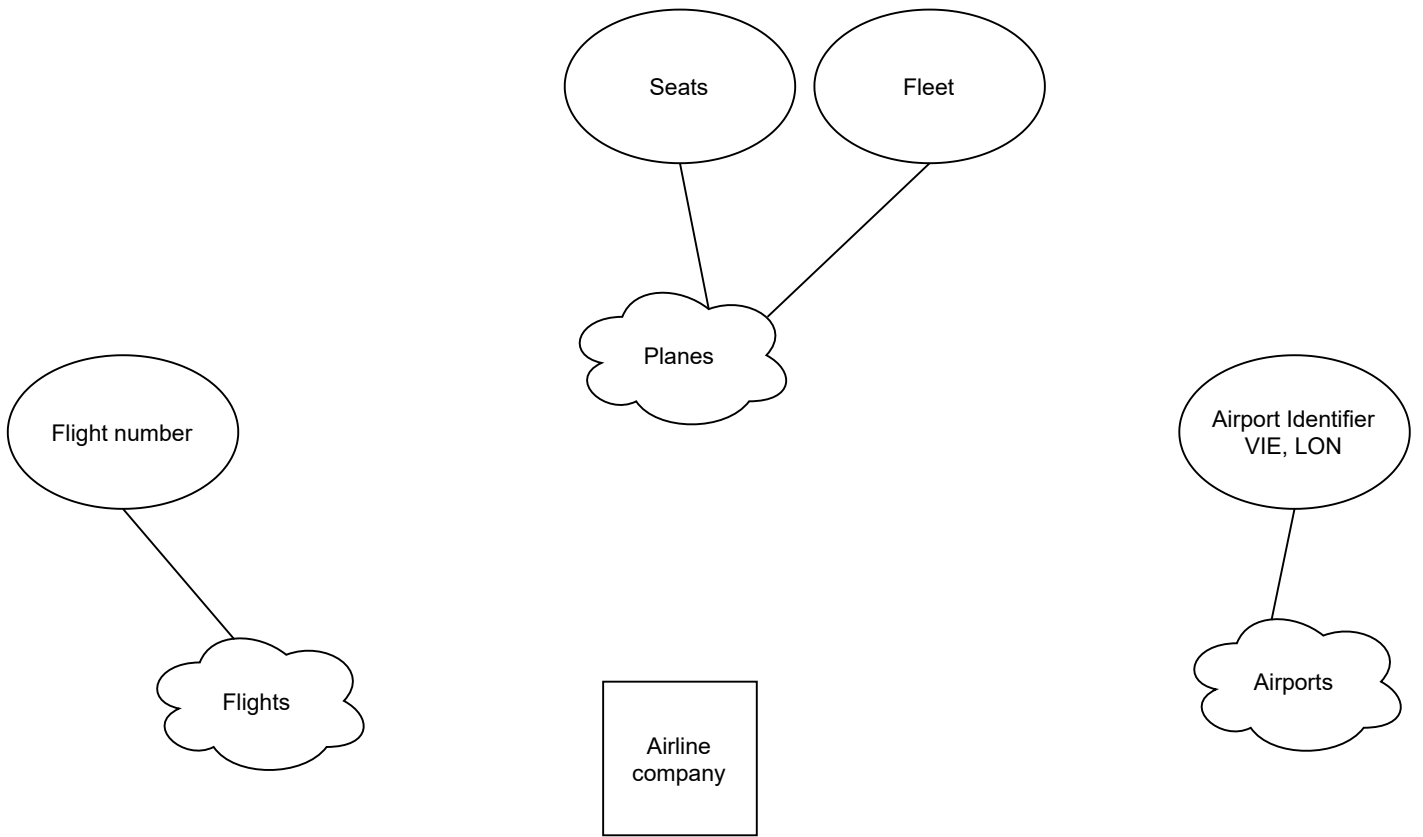 Seats
Fleet
Planes
Flight number
Airport Identifier
VIE, LON
Flights
Airports
Airline
company